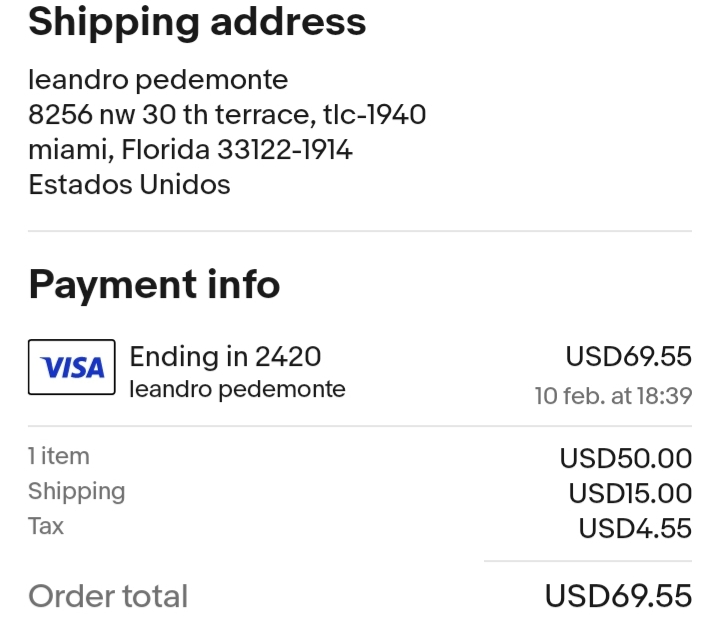 Shipping address
leandro pedemonte
8256 nw 30 th terrace, tlc-1940
miami, Florida 33122-1914
Estados Unidos
Payment info
VISA Ending in 2420 USD69.55
leandro pedemonte 10 feb. at 18:39
1 item USD50.00
Shipping USD15.00
Tax USD4.55
Order total USD69.55